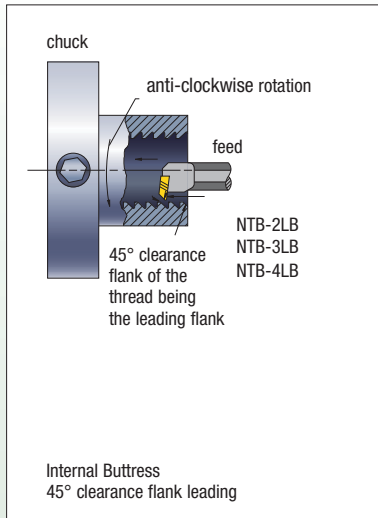 chuck
anti-clockwise rotation
feed
NTB-2LB
NTB-3LB
NTB-4LB
45° clearance
flank of the
thread being
the leading flank
Internal Buttress
45° clearance flank leading